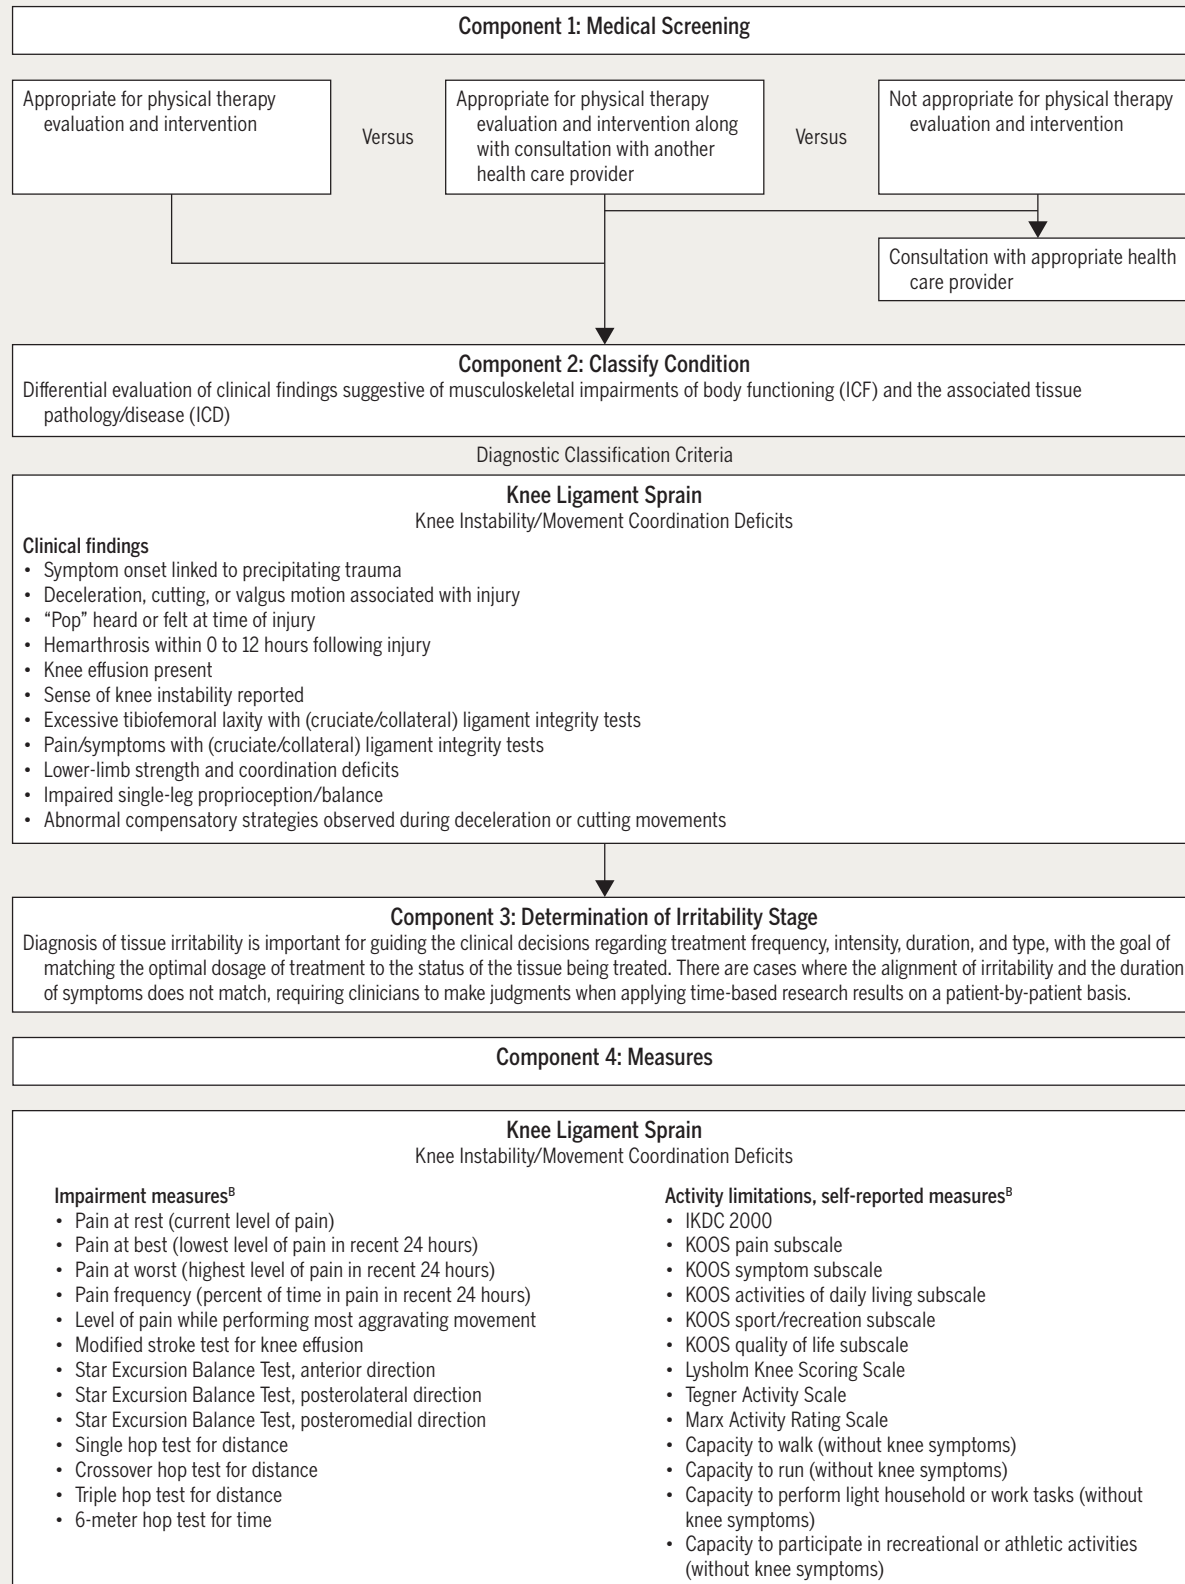 Component 1: Medical Screening
Appropriate for physical therapy
evaluation and intervention
Versus
Appropriate for physical therapy
evaluation and intervention along
with consultation with another
health care provider
Versus
Not appropriate for physical therapy
evaluation and intervention
Consultation with appropriate health
care provider
Component 2: Classify Condition
Differential evaluation of clinical findings suggestive of musculoskeletal impairments of body functioning (ICF) and the associated tissue
pathology/disease (ICD)
Diagnostic Classification Criteria
Knee Ligament Sprain
Knee Instability/Movement Coordination Deficits
Clinical findings
• Symptom onset linked to precipitating trauma
• Deceleration, cutting, or valgus motion associated with injury
• “Pop” heard or felt at time of injury
• Hemarthrosis within 0 to 12 hours following injury
• Knee effusion present
• Sense of knee instability reported
• Excessive tibiofemoral laxity with (cruciate/collateral) ligament integrity tests
• Pain/symptoms with (cruciate/collateral) ligament integrity tests
• Lower-limb strength and coordination deficits
• Impaired single-leg proprioception/balance
• Abnormal compensatory strategies observed during deceleration or cutting movements
Component 3: Determination of Irritability Stage
Diagnosis of tissue irritability is important for guiding the clinical decisions regarding treatment frequency, intensity, duration, and type, with the goal of
matching the optimal dosage of treatment to the status of the tissue being treated. There are cases where the alignment of irritability and the duration
of symptoms does not match, requiring clinicians to make judgments when applying time-based research results on a patient-by-patient basis.
Component 4: Measures
Knee Ligament Sprain
Knee Instability/Movement Coordination Deficits
Impairment measuresᴮ
• Pain at rest (current level of pain)
• Pain at best (lowest level of pain in recent 24 hours)
• Pain at worst (highest level of pain in recent 24 hours)
• Pain frequency (percent of time in pain in recent 24 hours)
• Level of pain while performing most aggravating movement
• Modified stroke test for knee effusion
• Star Excursion Balance Test, anterior direction
• Star Excursion Balance Test, posterolateral direction
• Star Excursion Balance Test, posteromedial direction
• Single hop test for distance
• Crossover hop test for distance
• Triple hop test for distance
• 6-meter hop test for time
Activity limitations, self-reported measuresᴮ
• IKDC 2000
• KOOS pain subscale
• KOOS symptom subscale
• KOOS activities of daily living subscale
• KOOS sport/recreation subscale
• KOOS quality of life subscale
• Lysholm Knee Scoring Scale
• Tegner Activity Scale
• Marx Activity Rating Scale
• Capacity to walk (without knee symptoms)
• Capacity to run (without knee symptoms)
• Capacity to perform light household or work tasks (without
knee symptoms)
• Capacity to participate in recreational or athletic activities
(without knee symptoms)